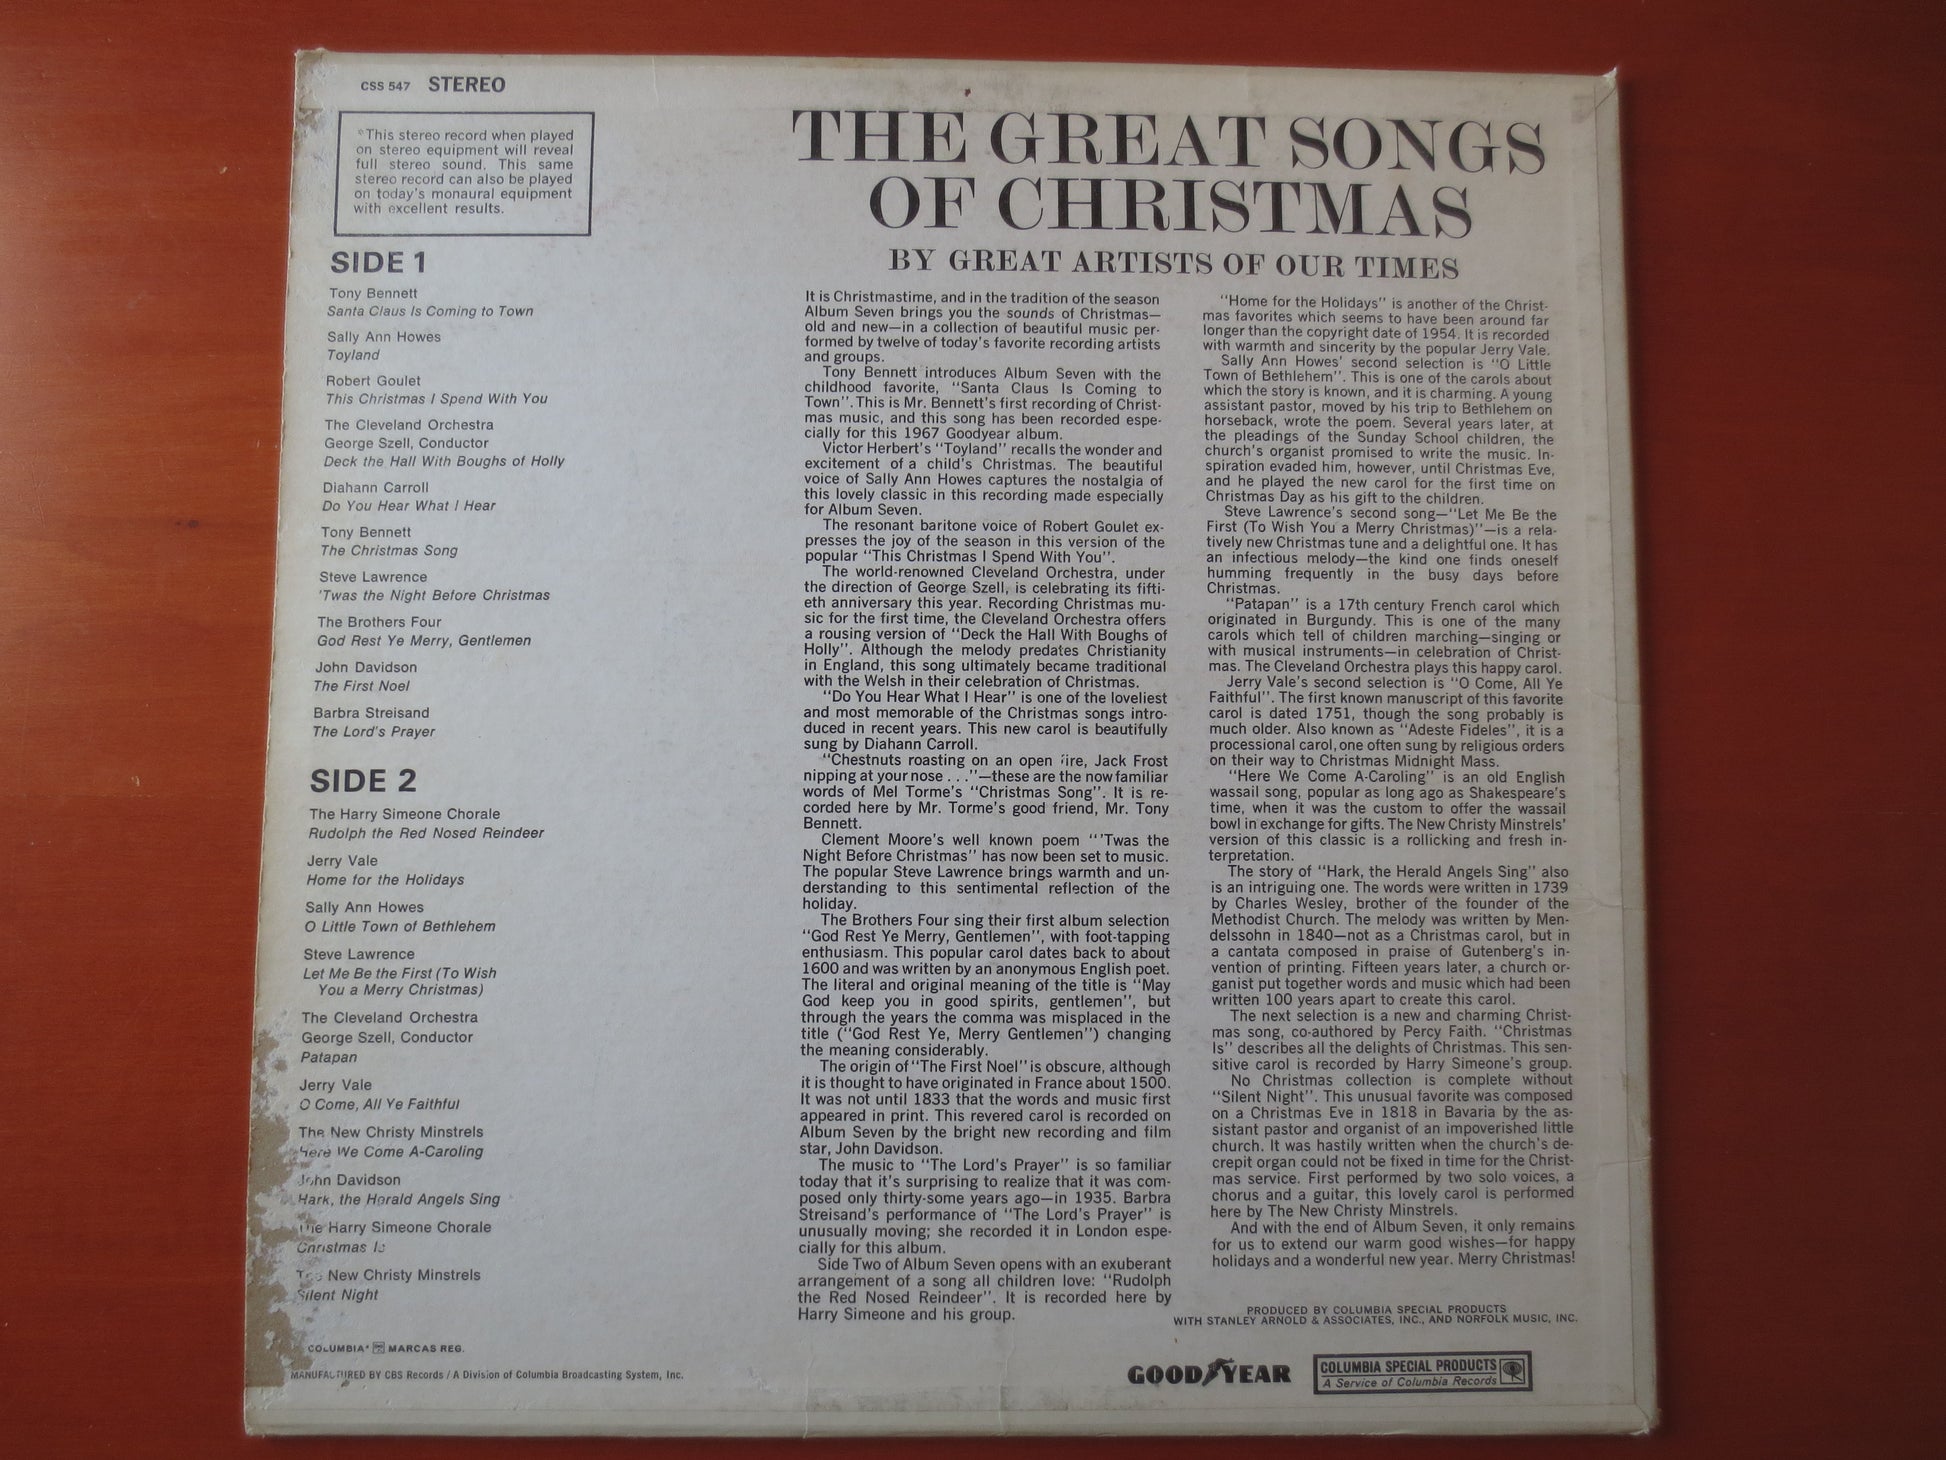 CSS 547 STEREO
*This stereo record when played
on stereo equipment will reveal
full stereo sound. This same
stereo record can also be played
on today's monaural equipment
with excellent results.
SIDE 1
Tony Bennett
Santa Claus Is Coming to Town
Sally Ann Howes
Toyland
Robert Goulet
This Christmas I Spend With You
The Cleveland Orchestra
George Szell, Conductor
Deck the Hall With Boughs of Holly
Diahann Carroll
Do You Hear What I Hear
Tony Bennett
The Christmas Song
Steve Lawrence
'Twas the Night Before Christmas
The Brothers Four
God Rest Ye Merry, Gentlemen
John Davidson
The First Noel
Barbra Streisand
The Lord's Prayer
SIDE 2
The Harry Simeone Chorale
Rudolph the Red Nosed Reindeer
Jerry Vale
Home for the Holidays
Sally Ann Howes
O Little Town of Bethlehem
Steve Lawrence
Let Me Be the First (To Wish
You a Merry Christmas)
The Cleveland Orchestra
George Szell, Conductor
Patapan
Jerry Vale
O Come, All Ye Faithful
The New Christy Minstrels
Here We Come A-Caroling
John Davidson
Hark, the Herald Angels Sing
The Harry Simeone Chorale
Christmas Is
The New Christy Minstrels
Silent Night
COLUMBIA® MARCAS REG.
MANUFACTURED BY CBS Records / A Division of Columbia Broadcasting System, Inc.
THE GREAT SONGS
OF CHRISTMAS
BY GREAT ARTISTS OF OUR TIMES
It is Christmastime, and in the tradition of the season
Album Seven brings you the sounds of Christmas—
old and new—in a collection of beautiful music per-
formed by twelve of today's favorite recording artists
and groups.
Tony Bennett introduces Album Seven with the
childhood favorite, "Santa Claus Is Coming to
Town". This is Mr. Bennett's first recording of Christ-
mas music, and this song has been recorded espe-
cially for this 1967 Goodyear album.
Victor Herbert's "Toyland" recalls the wonder and
excitement of a child's Christmas. The beautiful
voice of Sally Ann Howes captures the nostalgia of
this lovely classic in this recording made especially
for Album Seven.
The resonant baritone voice of Robert Goulet ex-
presses the joy of the season in this version of the
popular "This Christmas I Spend With You".
The world-renowned Cleveland Orchestra, under
the direction of George Szell, is celebrating its fifti-
eth anniversary this year. Recording Christmas mu-
sic for the first time, the Cleveland Orchestra offers
a rousing version of "Deck the Hall With Boughs of
Holly". Although the melody predates Christianity
in England, this song ultimately became traditional
with the Welsh in their celebration of Christmas.
"Do You Hear What I Hear" is one of the loveliest
and most memorable of the Christmas songs intro-
duced in recent years. This new carol is beautifully
sung by Diahann Carroll.
"Chestnuts roasting on an open fire, Jack Frost
nipping at your nose . . ."—these are the now familiar
words of Mel Torme's "Christmas Song". It is re-
corded here by Mr. Torme's good friend, Mr. Tony
Bennett.
Clement Moore's well known poem "'Twas the
Night Before Christmas" has now been set to music.
The popular Steve Lawrence brings warmth and un-
derstanding to this sentimental reflection of the
holiday.
The Brothers Four sing their first album selection
"God Rest Ye Merry, Gentlemen", with foot-tapping
enthusiasm. This popular carol dates back to about
1600 and was written by an anonymous English poet.
The literal and original meaning of the title is "May
God keep you in good spirits, gentlemen", but
through the years the comma was misplaced in the
title ("God Rest Ye, Merry Gentlemen") changing
the meaning considerably.
The origin of "The First Noel" is obscure, although
it is thought to have originated in France about 1500.
It was not until 1833 that the words and music first
appeared in print. This revered carol is recorded on
Album Seven by the bright new recording and film
star, John Davidson.
The music to "The Lord's Prayer" is so familiar
today that it's surprising to realize that it was com-
posed only thirty-some years ago—in 1935. Barbra
Streisand's performance of "The Lord's Prayer" is
unusually moving; she recorded it in London espe-
cially for this album.
Side Two of Album Seven opens with an exuberant
arrangement of a song all children love: "Rudolph
the Red Nosed Reindeer". It is recorded here by
Harry Simeone and his group.
"Home for the Holidays" is another of the Christ-
mas favorites which seems to have been around far
longer than the copyright date of 1954. It is recorded
with warmth and sincerity by the popular Jerry Vale.
Sally Ann Howes' second selection is "O Little
Town of Bethlehem". This is one of the carols about
which the story is known, and it is charming. A young
assistant pastor, moved by his trip to Bethlehem on
horseback, wrote the poem. Several years later, at
the pleadings of the Sunday School children, the
church's organist promised to write the music. In-
spiration evaded him, however, until Christmas Eve,
and he played the new carol for the first time on
Christmas Day as his gift to the children.
Steve Lawrence's second song—"Let Me Be the
First (To Wish You a Merry Christmas)"—is a rela-
tively new Christmas tune and a delightful one. It has
an infectious melody—the kind one finds oneself
humming frequently in the busy days before
Christmas.
"Patapan" is a 17th century French carol which
originated in Burgundy. This is one of the many
carols which tell of children marching—singing or
with musical instruments—in celebration of Christ-
mas. The Cleveland Orchestra plays this happy carol.
Jerry Vale's second selection is "O Come, All Ye
Faithful". The first known manuscript of this favorite
carol is dated 1751, though the song probably is
much older. Also known as "Adeste Fideles", it is a
processional carol, one often sung by religious orders
on their way to Christmas Midnight Mass.
"Here We Come A-Caroling" is an old English
wassail song, popular as long ago as Shakespeare's
time, when it was the custom to offer the wassail
bowl in exchange for gifts. The New Christy Minstrels'
version of this classic is a rollicking and fresh in-
terpretation.
The story of "Hark, the Herald Angels Sing" also
is an intriguing one. The words were written in 1739
by Charles Wesley, brother of the founder of the
Methodist Church. The melody was written by Men-
delssohn in 1840—not as a Christmas carol, but in
a cantata composed in praise of Gutenberg's in-
vention of printing. Fifteen years later, a church or-
ganist put together words and music which had been
written 100 years apart to create this carol.
The next selection is a new and charming Christ-
mas song, co-authored by Percy Faith. "Christmas
Is" describes all the delights of Christmas. This sen-
sitive carol is recorded by Harry Simeone's group.
No Christmas collection is complete without
"Silent Night". This unusual favorite was composed
on a Christmas Eve in 1818 in Bavaria by the as-
sistant pastor and organist of an impoverished little
church. It was hastily written when the church's de-
crepit organ could not be fixed in time for the Christ-
mas service. First performed by two solo voices, a
chorus and a guitar, this lovely carol is performed
here by The New Christy Minstrels.
And with the end of Album Seven, it only remains
for us to extend our warm good wishes—for happy
holidays and a wonderful new year. Merry Christmas!
PRODUCED BY COLUMBIA SPECIAL PRODUCTS
WITH STANLEY ARNOLD & ASSOCIATES, INC., AND NORFOLK MUSIC, INC.
GOODYEAR
COLUMBIA SPECIAL PRODUCTS
A Service of Columbia Records